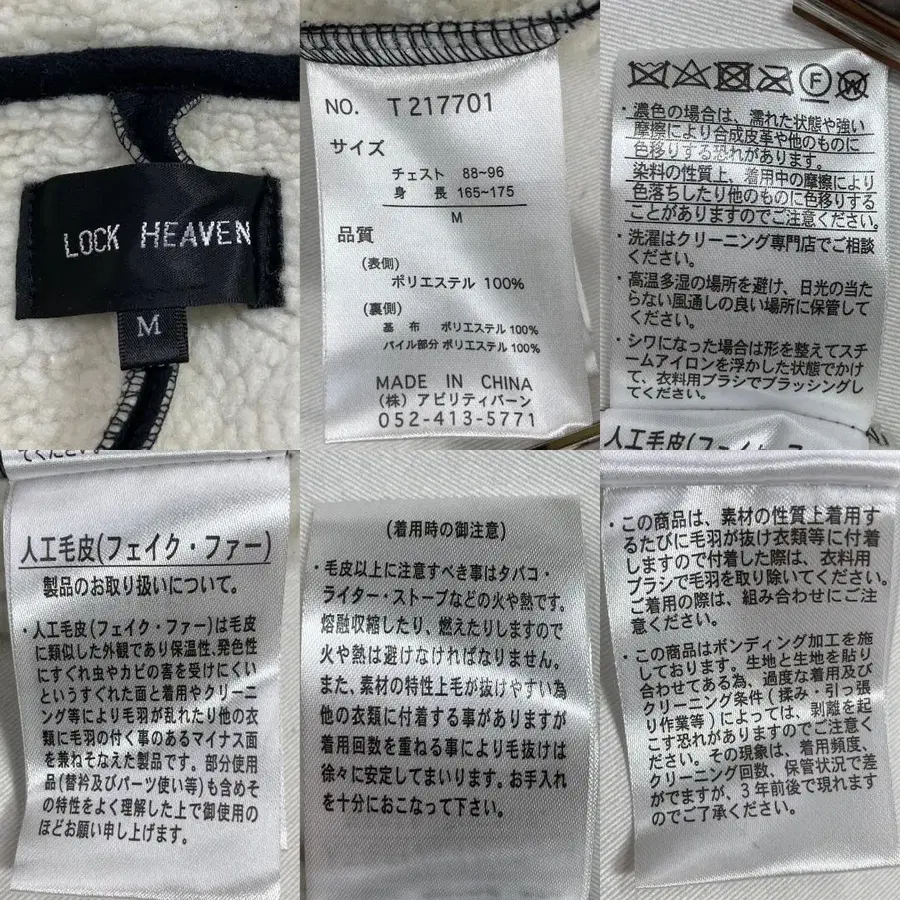 LOCK HEAVEN
M
NO. T217701
サイズ
チェスト 88~96
身長 165~175
M
品質
(表側)
ポリエステル 100%
(裏側)
基布 ポリエステル 100%
パイル部分 ポリエステル 100%
MADE IN CHINA
(株) アビリティバーン
052-413-5771
・濃色の場合は、濡れた状態や強い
摩擦により合成皮革や他のものに
色移りする恐れがあります。
染料の性質上、着用中の摩擦により
色落ちしたり他のものに色移りする
ことがありますのでご注意ください。
・洗濯はクリーニング専門店でご相談
ください。
・高温多湿の場所を避け、日光の当た
らない風通しの良い場所に保管して
ください。
・シワになった場合は形を整えてスチ
ームアイロンを浮かした状態でかけ
て、衣料用ブラシでブラッシングし
てください。
人工毛皮(フェイク・ファー)
てください。
人工毛皮(フェイク・ファー)
製品のお取り扱いについて。
・人工毛皮(フェイク・ファー)は毛皮
に類似した外観であり保温性、発色性
にすぐれ虫やカビの害を受けにくい
というすぐれた面と着用やクリーニ
ング等により毛羽が乱れたり他の衣
類に毛羽の付く事のあるマイナス面
を兼ねそなえた製品です。部分使用
品(替衿及びパーツ使い等)も含めそ
の特性をよく理解した上で御使用の
ほどお願い申し上げます。
(着用時の御注意)
・毛皮以上に注意すべき事はタバコ・
ライター・ストーブなどの火や熱です。
熔融収縮したり、燃えたりしますので
火や熱は避けなければなりません。
また、素材の特性上毛が抜けやすい為
他の衣類に付着する事がありますが
着用回数を重ねる事により毛抜けは
徐々に安定してまいります。お手入れ
を十分におこなって下さい。
・この商品は、素材の性質上着用す
るたびに毛羽が抜け衣類等に付着
しますので付着した際は、衣料用
ブラシで毛羽を取り除いてください。
ご着用の際は、組み合わせにご注
意ください。
・この商品はボンディング加工を施
しております。生地と生地を貼り
合わせてある為、過度な着用及び
クリーニング条件(揉み・引っ張
り作業等)によっては、剥離を起
こす恐れがありますのでご注意くだ
さい。その現象は、着用頻度、
クリーニング回数、保管状況で差
がでますが、3年前後で現れます
のでご了承ください。